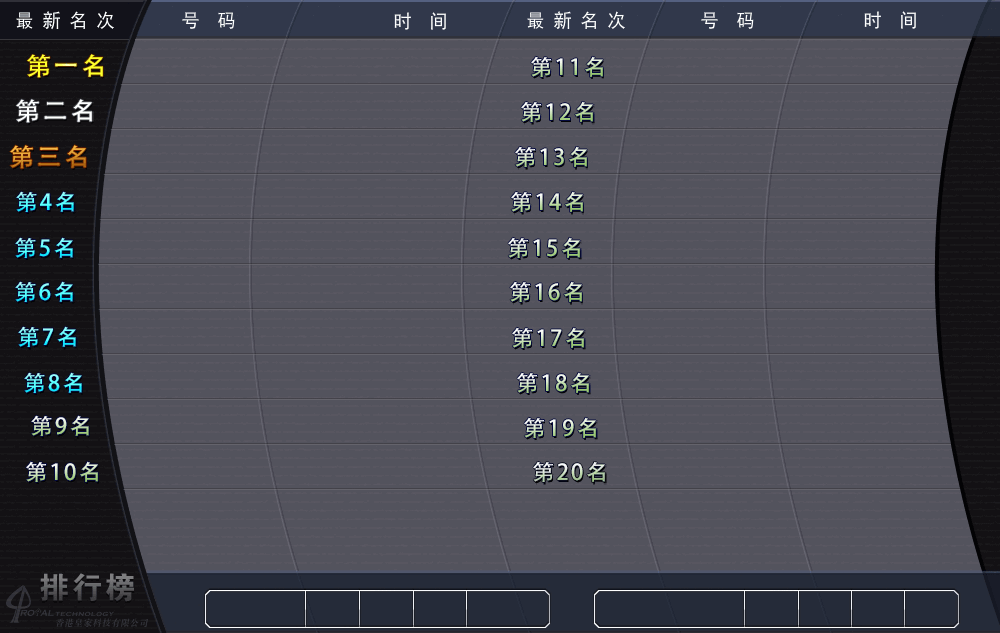 最新名次 号码 时间 最新名次 号码 时间
第一名 第11名
第二名 第12名
第三名 第13名
第4名 第14名
第5名 第15名
第6名 第16名
第7名 第17名
第8名 第18名
第9名 第19名
第10名 第20名
排行榜
ROYAL TECHNOLOGY
香港皇家科技有限公司